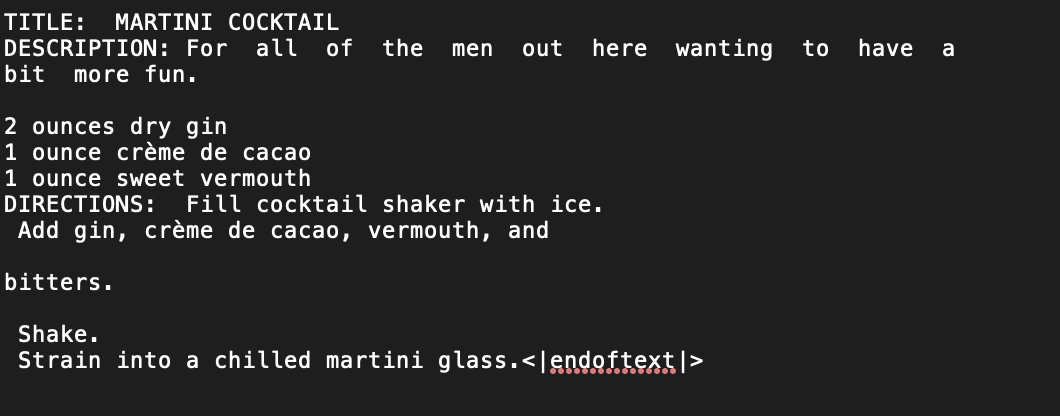 TITLE:  MARTINI COCKTAIL
DESCRIPTION: For  all  of  the  men  out  here  wanting  to  have  a
bit  more fun.
2 ounces dry gin
1 ounce crème de cacao
1 ounce sweet vermouth
DIRECTIONS:  Fill cocktail shaker with ice.
Add gin, crème de cacao, vermouth, and
bitters.
Shake.
Strain into a chilled martini glass.<|endoftext|>